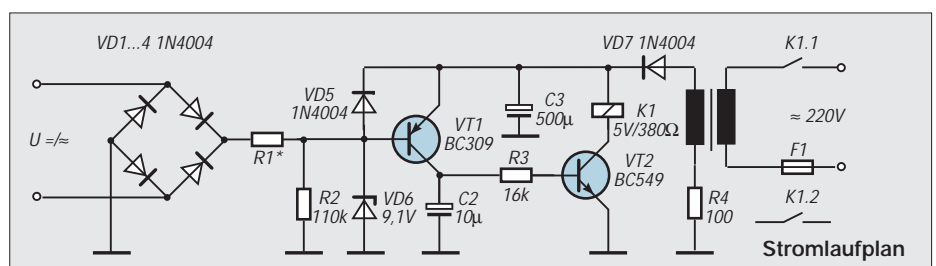 VD1...4 1N4004
VD7 1N4004
K1.1
VD5
1N4004
C3
500µ
K1
5V/380Ω
VT1
BC309
U =/≈
≈ 220V
R1*
R3
16k
VT2
BC549
F1
R2
110k
VD6
9,1V
C2
10µ
R4
100
K1.2
Stromlaufplan